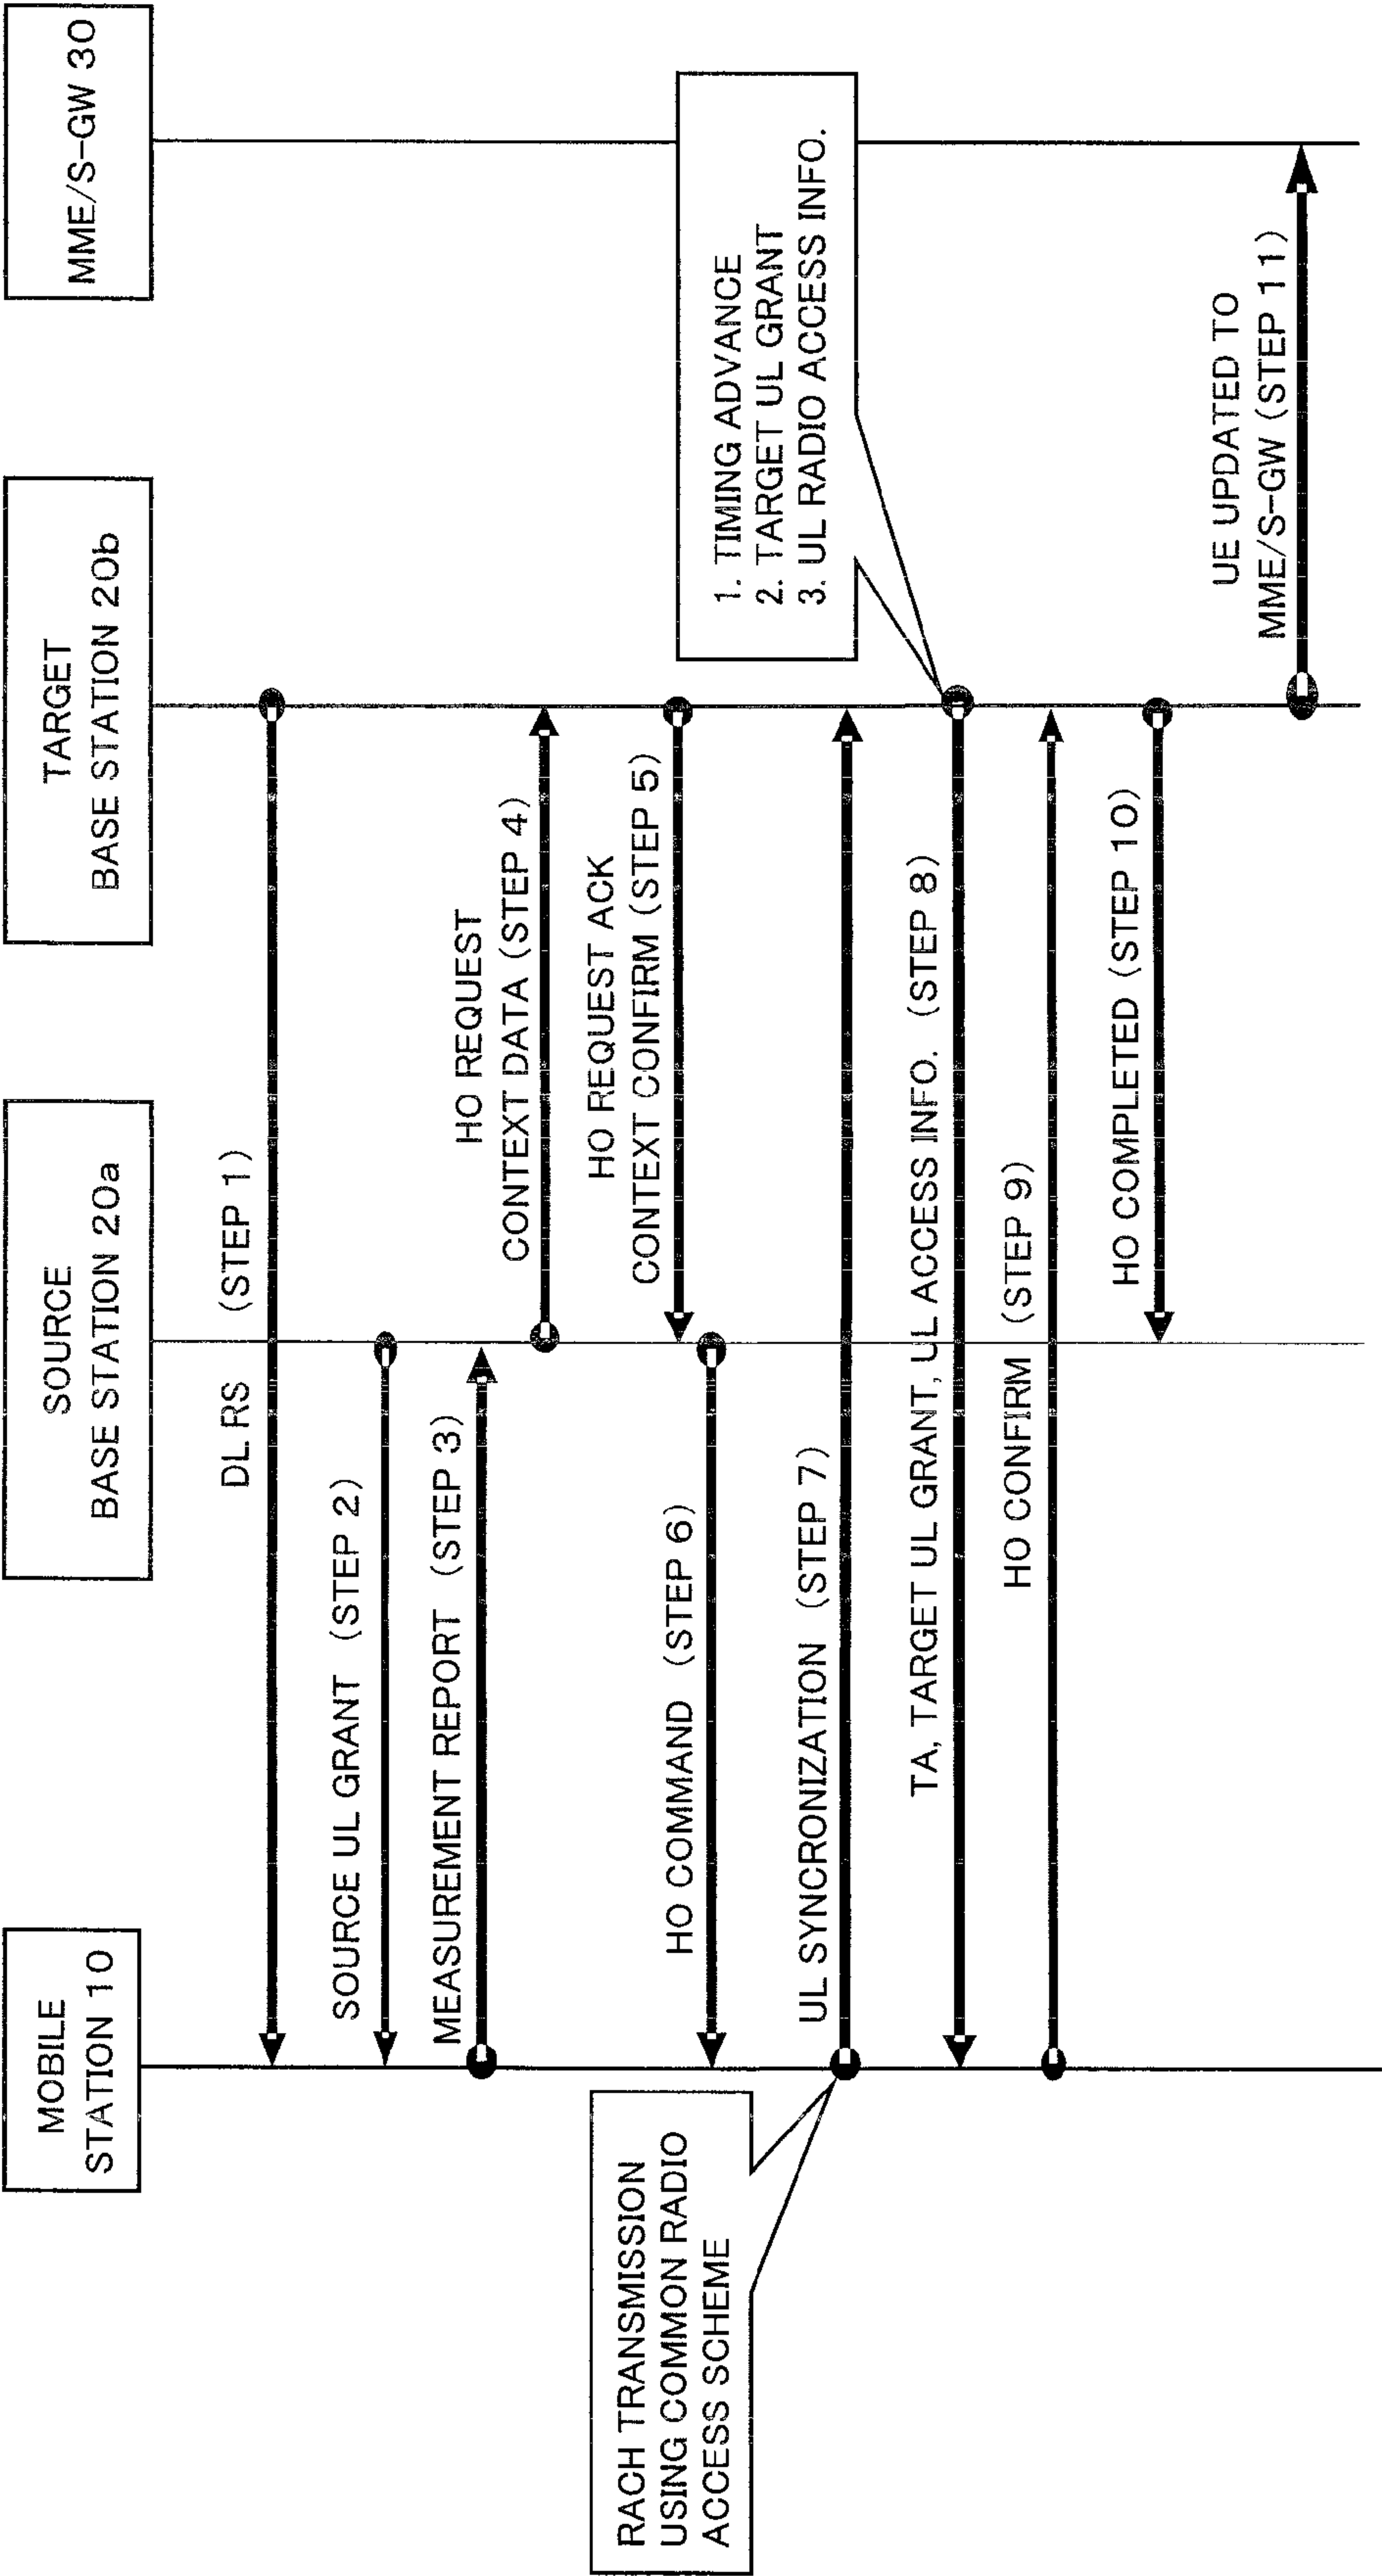 MOBILE
STATION 10
SOURCE
BASE STATION 20a
TARGET
BASE STATION 20b
MME/S-GW 30
DL RS (STEP 1)
SOURCE UL GRANT (STEP 2)
MEASUREMENT REPORT (STEP 3)
HO REQUEST
CONTEXT DATA (STEP 4)
HO REQUEST ACK
CONTEXT CONFIRM (STEP 5)
HO COMMAND (STEP 6)
RACH TRANSMISSION
USING COMMON RADIO
ACCESS SCHEME
UL SYNCRONIZATION (STEP 7)
1. TIMING ADVANCE
2. TARGET UL GRANT
3. UL RADIO ACCESS INFO.
TA, TARGET UL GRANT, UL ACCESS INFO. (STEP 8)
HO CONFIRM (STEP 9)
HO COMPLETED (STEP 10)
UE UPDATED TO
MME/S-GW (STEP 11)